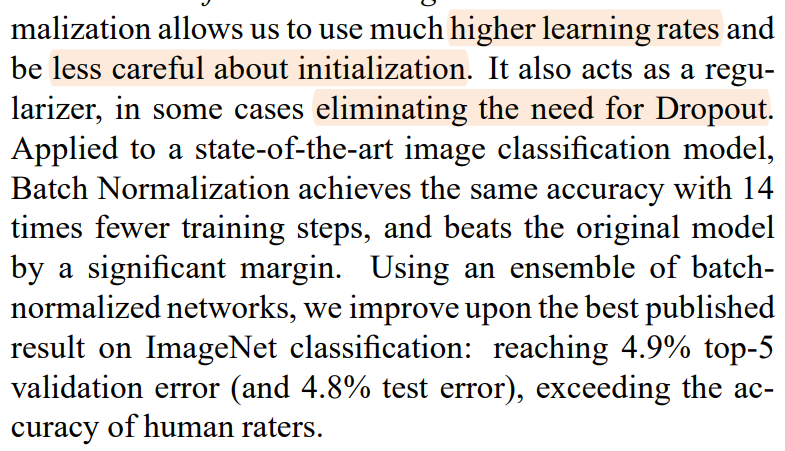 malization allows us to use much higher learning rates and
be less careful about initialization. It also acts as a regu-
larizer, in some cases eliminating the need for Dropout.
Applied to a state-of-the-art image classification model,
Batch Normalization achieves the same accuracy with 14
times fewer training steps, and beats the original model
by a significant margin. Using an ensemble of batch-
normalized networks, we improve upon the best published
result on ImageNet classification: reaching 4.9% top-5
validation error (and 4.8% test error), exceeding the ac-
curacy of human raters.